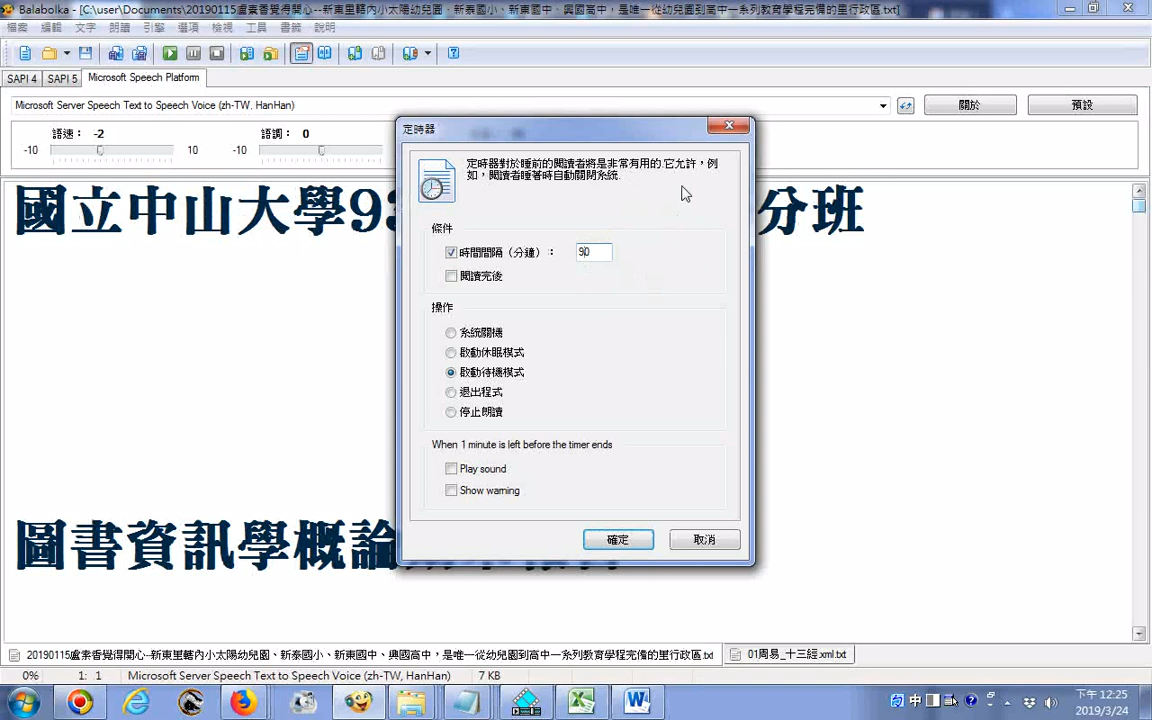 Balabolka - [C:\user\Documents\20190115盧素香覺得開心--新東里轄內小太陽幼兒園、新泰國小、新東國中、興國高中，是唯一從幼兒園到高中一系列教育學程完備的里行政區.txt]
檔案 編輯 文字 朗讀 引擎 選項 檢視 工具 書籤 說明
SAPI 4 SAPI 5 Microsoft Speech Platform
Microsoft Server Speech Text to Speech Voice (zh-TW, HanHan) 關於 預設
語速： -2 語調： 0
-10 10 -10
定時器
定時器對於睡前的閱讀者將是非常有用的.它允許，例
如，閱讀者睡著時自動關閉系統.
國立中山大學93 分班
條件
時間間隔（分鐘）： 90
閱讀完後
操作
系統關機
啟動休眠模式
啟動待機模式
退出程式
停止朗讀
When 1 minute is left before the timer ends
Play sound
Show warning
確定 取消
圖書資訊學概論
20190115盧素香覺得開心--新東里轄內小太陽幼兒園、新泰國小、新東國中、興國高中，是唯一從幼兒園到高中一系列教育學程完備的里行政區.txt 01周易_十三經.xml.txt
0% 1: 1 Microsoft Server Speech Text to Speech Voice (zh-TW, HanHan) 7 KB
中 下午 12:25
2019/3/24